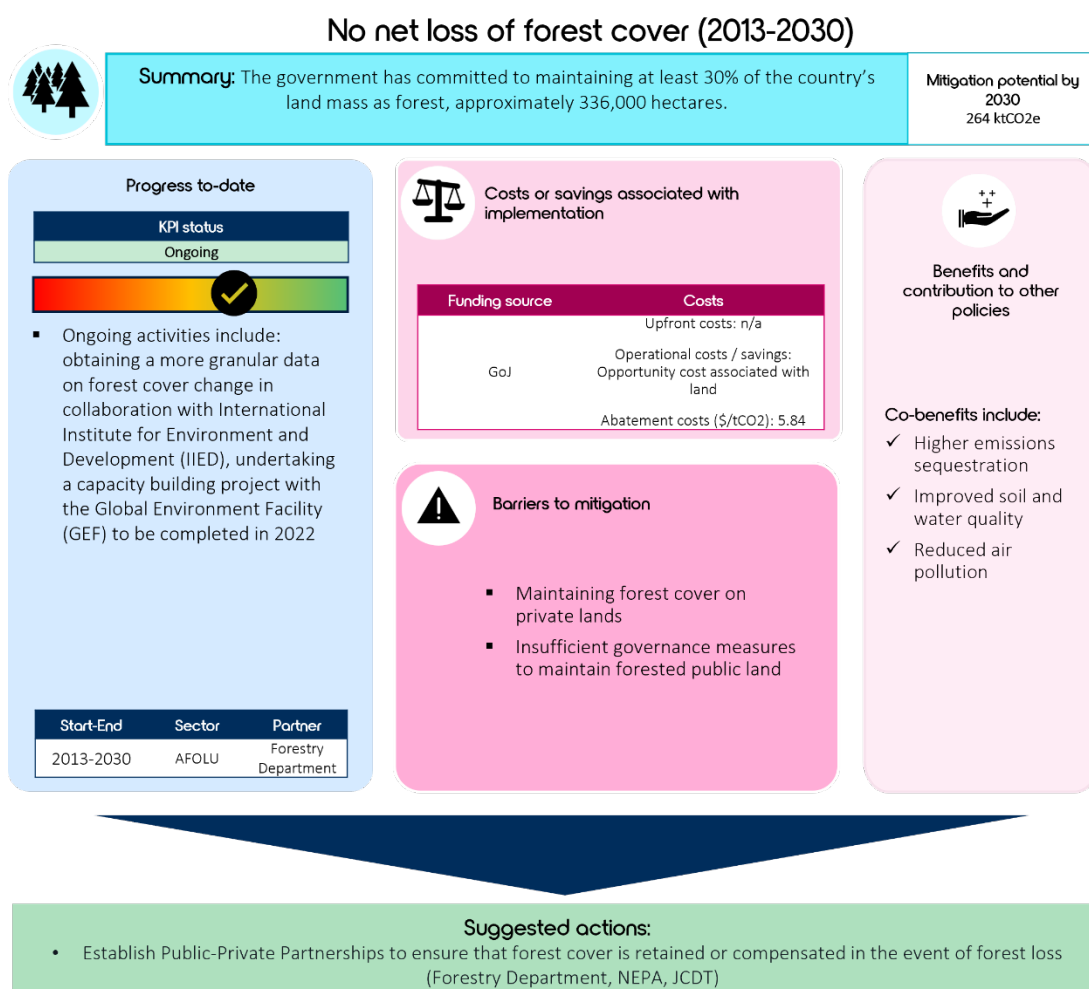 No net loss of forest cover (2013-2030)
Summary: The government has committed to maintaining at least 30% of the country's
land mass as forest, approximately 336,000 hectares.
Mitigation potential by
2030
264 ktCO2e
Progress to-date
KPI status
Ongoing
▪ Ongoing activities include:
obtaining a more granular data
on forest cover change in
collaboration with International
Institute for Environment and
Development (IIED), undertaking
a capacity building project with
the Global Environment Facility
(GEF) to be completed in 2022
Start-End Sector Partner
2013-2030 AFOLU Forestry
Department
Costs or savings associated with
implementation
Funding source Costs
GoJ
Upfront costs: n/a
Operational costs / savings:
Opportunity cost associated with
land
Abatement costs ($/tCO2): 5.84
Barriers to mitigation
▪ Maintaining forest cover on
private lands
▪ Insufficient governance measures
to maintain forested public land
Benefits and
contribution to other
policies
Co-benefits include:
✓ Higher emissions
sequestration
✓ Improved soil and
water quality
✓ Reduced air
pollution
Suggested actions:
• Establish Public-Private Partnerships to ensure that forest cover is retained or compensated in the event of forest loss
(Forestry Department, NEPA, JCDT)